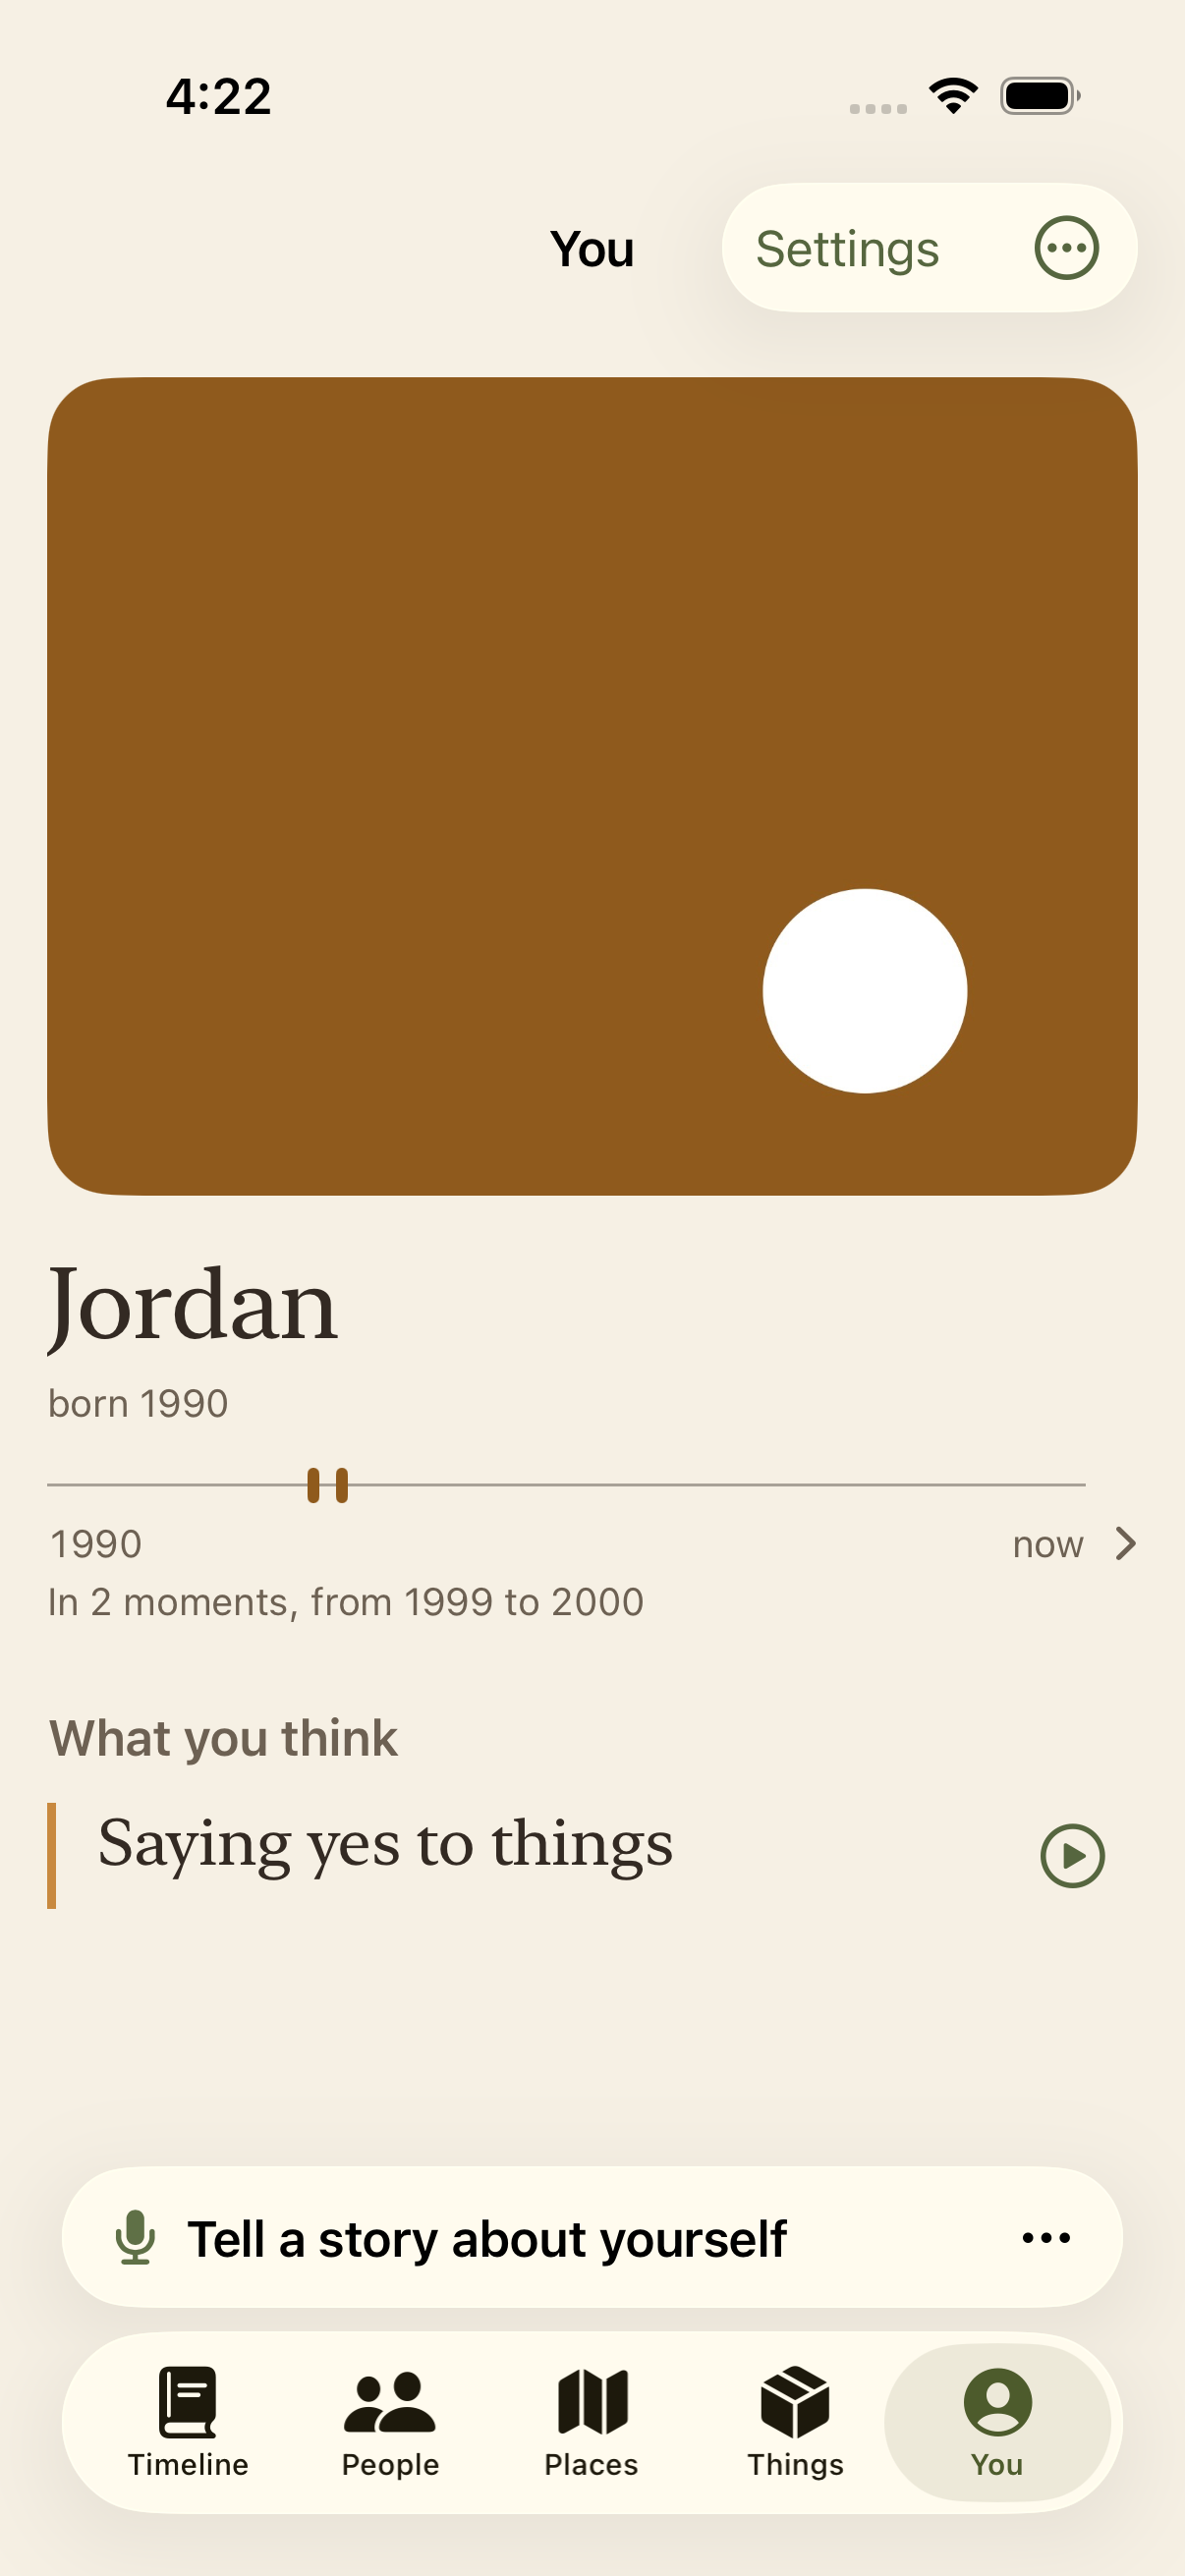 4:22
You
Settings
Jordan
born 1990
1990
now
In 2 moments, from 1999 to 2000
What you think
Saying yes to things
Tell a story about yourself
Timeline
People
Places
Things
You